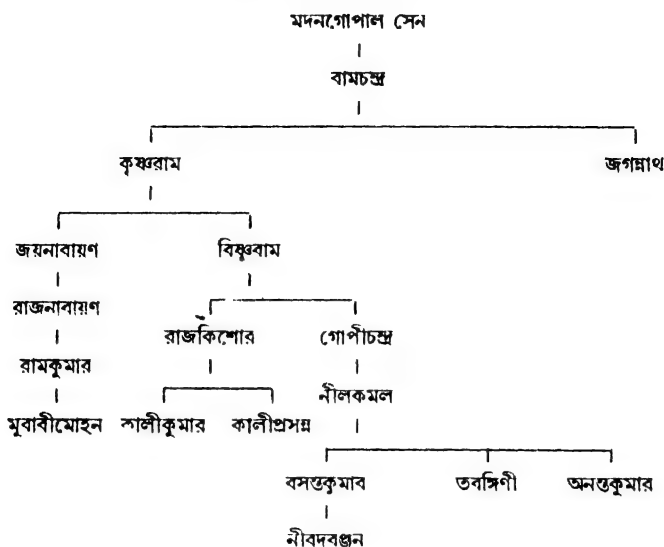 মদনগোপাল সেন
বামচন্দ্র
কৃষ্ণরাম জগন্নাথ
জয়নাবায়ণ বিষ্ণুবাম
রাজনাবায়ণ
রাজকিশোর গোপীচন্দ্র
রামকুমার
নীলকমল
মুবাবীমোহন কালীকুমার কালীপ্রসন্ন
বসন্তকুমাব তবঙ্গিণী অনন্তকুমার
নীবদবঞ্জন